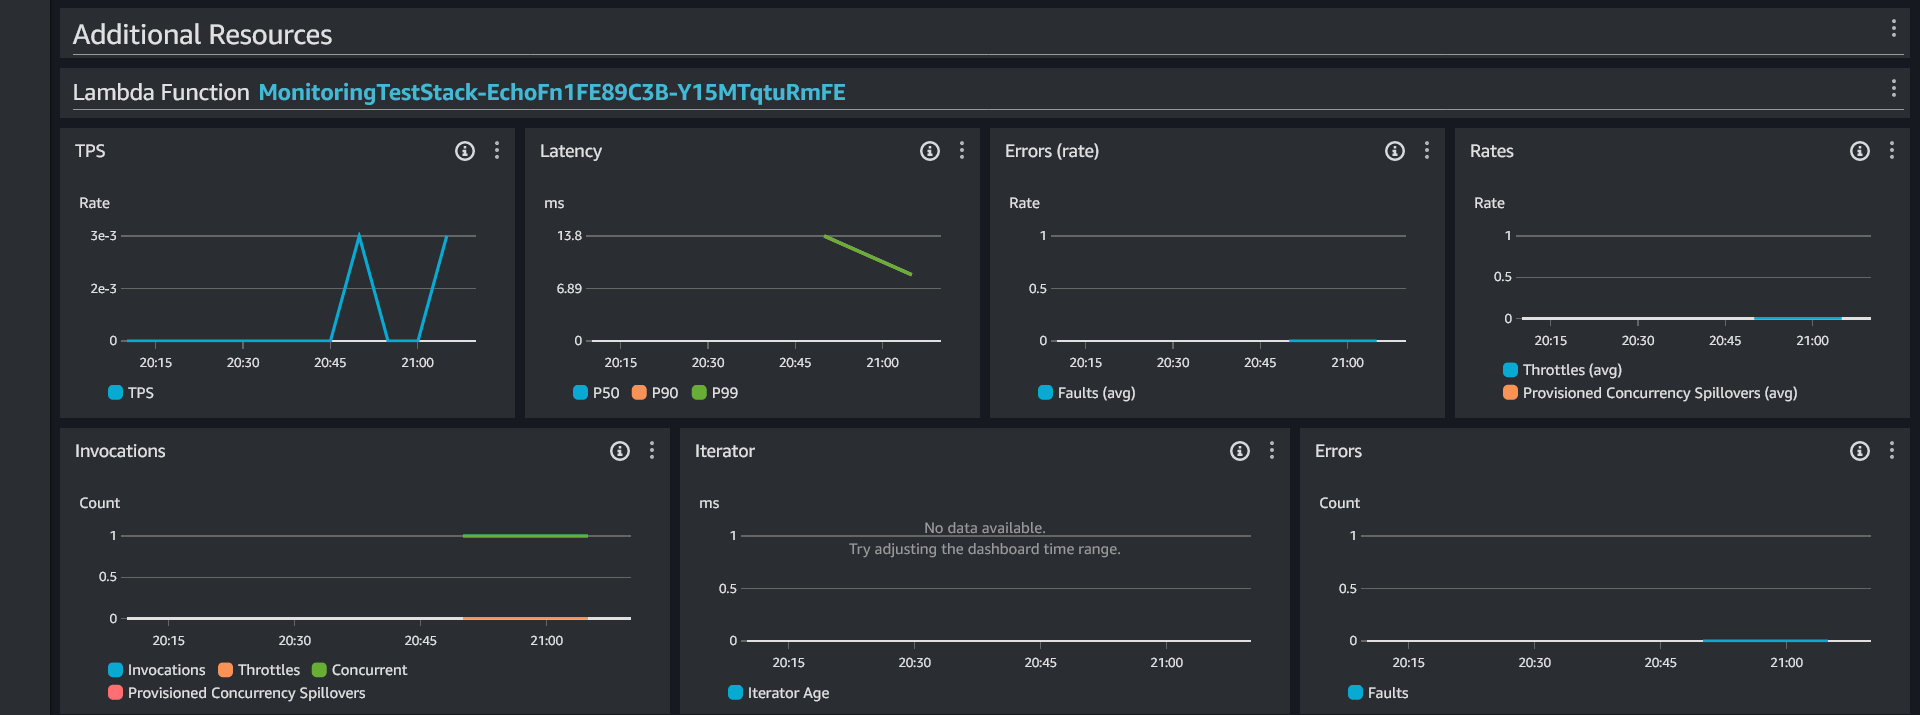 Additional Resources
Lambda Function MonitoringTestStack-EchoFn1FE89C3B-Y15MTqtuRmFE
TPS
Rate
3e-3
2e-3
0
20:15 20:30 20:45 21:00
TPS
Latency
ms
13.8
6.89
0
20:15 20:30 20:45 21:00
P50 P90 P99
Errors (rate)
Rate
1
0.5
0
20:15 20:30 20:45 21:00
Faults (avg)
Rates
Rate
1
0.5
0
20:15 20:30 20:45 21:00
Throttles (avg)
Provisioned Concurrency Spillovers (avg)
Invocations
Count
1
0.5
0
20:15 20:30 20:45 21:00
Invocations Throttles Concurrent
Provisioned Concurrency Spillovers
Iterator
ms
No data available.
Try adjusting the dashboard time range.
1
0.5
0
20:15 20:30 20:45 21:00
Iterator Age
Errors
Count
1
0.5
0
20:15 20:30 20:45 21:00
Faults